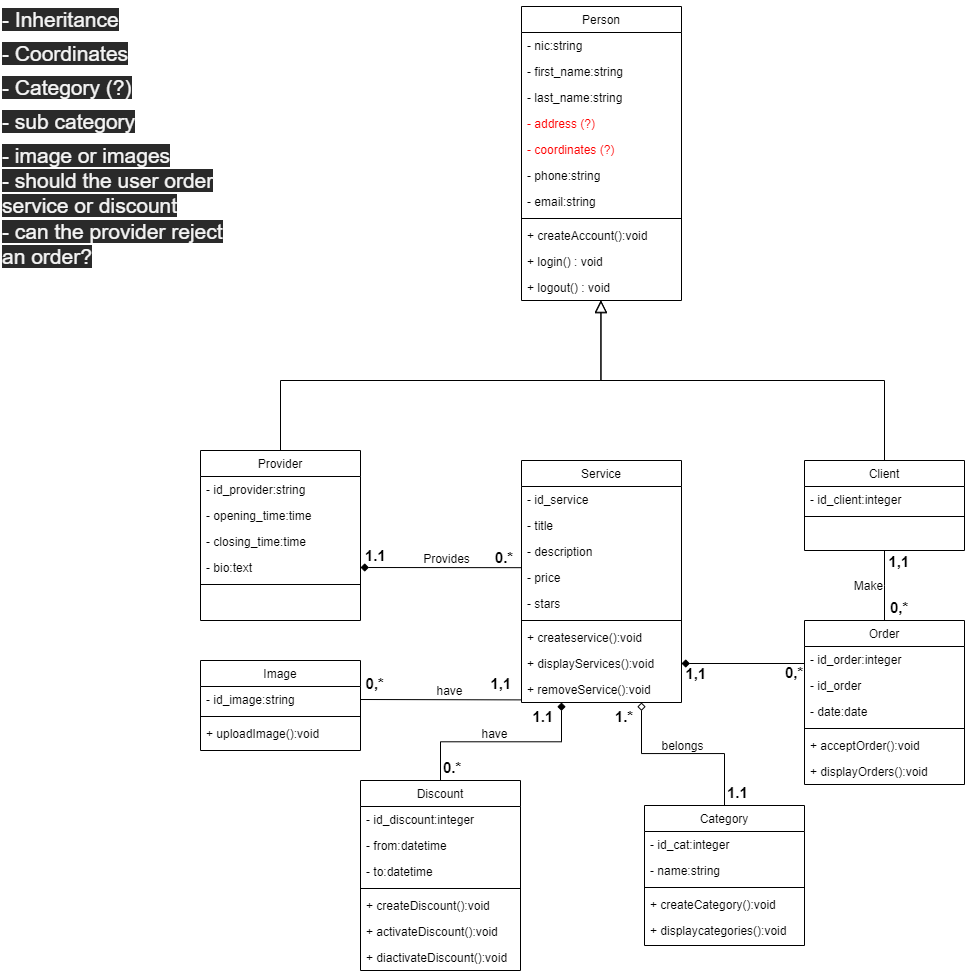 - Inheritance
- Coordinates
- Category (?)
- sub category
- image or images
- should the user order
service or discount
- can the provider reject
an order?
Person
- nic:string
- first_name:string
- last_name:string
- address (?)
- coordinates (?)
- phone:string
- email:string
+ createAccount():void
+ login() : void
+ logout() : void
Provider
- id_provider:string
- opening_time:time
- closing_time:time
- bio:text
1.1
Provides
0.*
Service
- id_service
- title
- description
- price
- stars
+ createservice():void
+ displayServices():void
+ removeService():void
Client
- id_client:integer
1,1
Make
0,*
Order
- id_order:integer
- id_order
- date:date
+ acceptOrder():void
+ displayOrders():void
1,1
0,*
Image
- id_image:string
+ uploadImage():void
0,*
have
1,1
1.1
have
0.*
Discount
- id_discount:integer
- from:datetime
- to:datetime
+ createDiscount():void
+ activateDiscount():void
+ diactivateDiscount():void
1.*
belongs
1.1
Category
- id_cat:integer
- name:string
+ createCategory():void
+ displaycategories():void